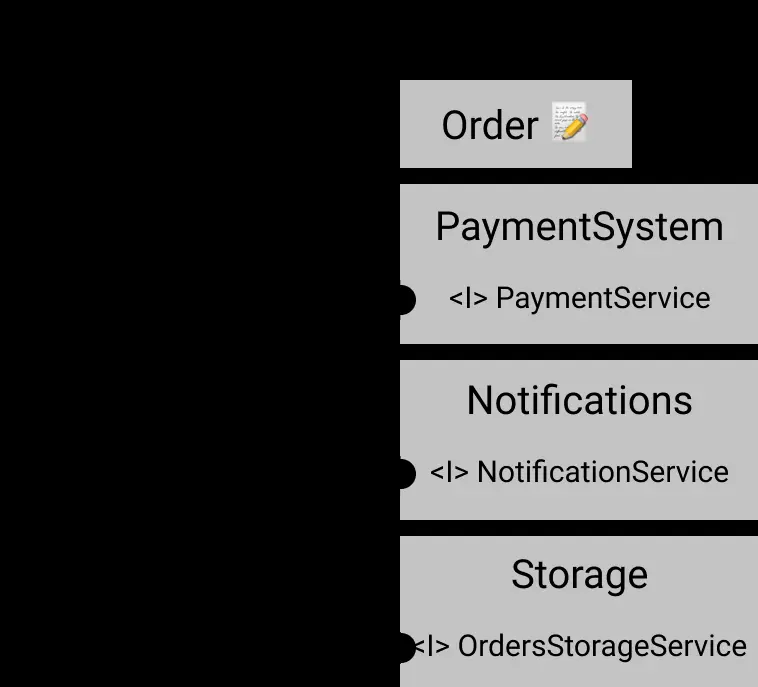 Order 📝
PaymentSystem
<I> PaymentService
Notifications
<I> NotificationService
Storage
<I> OrdersStorageService